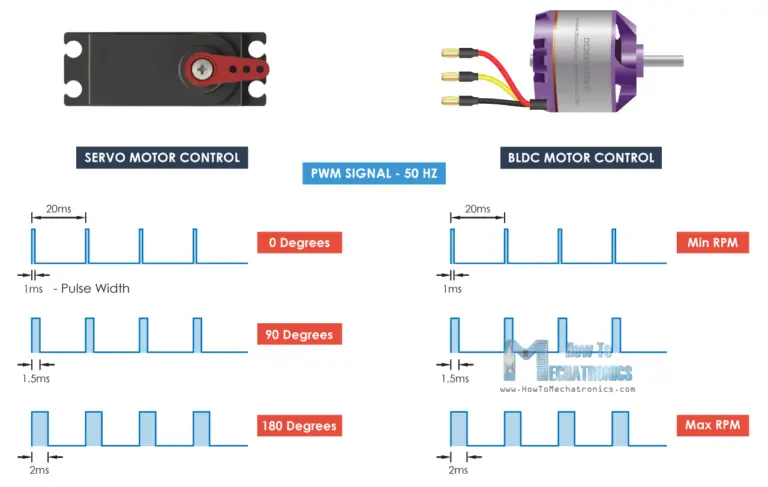 SERVO MOTOR CONTROL
BLDC MOTOR CONTROL
PWM SIGNAL - 50 HZ
20ms
0 Degrees
1ms - Pulse Width
90 Degrees
1.5ms
180 Degrees
2ms
20ms
Min RPM
1ms
1.5ms
How To
MECHATRONICS
www.HowToMechatronics.com
Max RPM
2ms